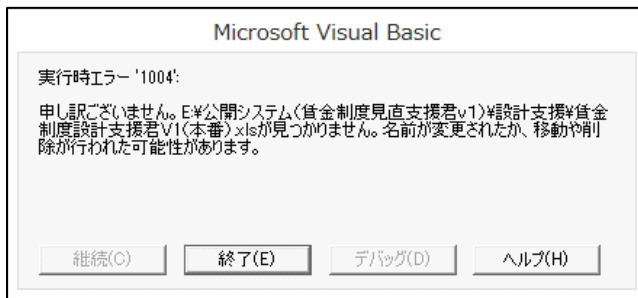 Microsoft Visual Basic
実行時エラー '1004':
申し訳ございません。E:¥公開システム(賃金制度見直支援君v1)¥設計支援¥賃金
制度設計支援君V1(本番).xlsが見つかりません。名前が変更されたか、移動や削
除が行われた可能性があります。
継続(C)
終了(E)
デバッグ(D)
ヘルプ(H)